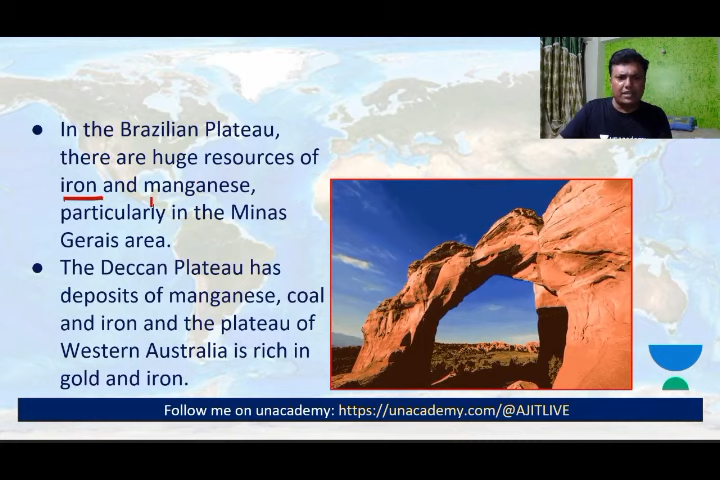 In the Brazilian Plateau,
there are huge resources of
iron and manganese,
particularly in the Minas
Gerais area.
The Deccan Plateau has
deposits of manganese, coal
and iron and the plateau of
Western Australia is rich in
gold and iron.
Follow me on unacademy: https://unacademy.com/@AJITLIVE
unacademy